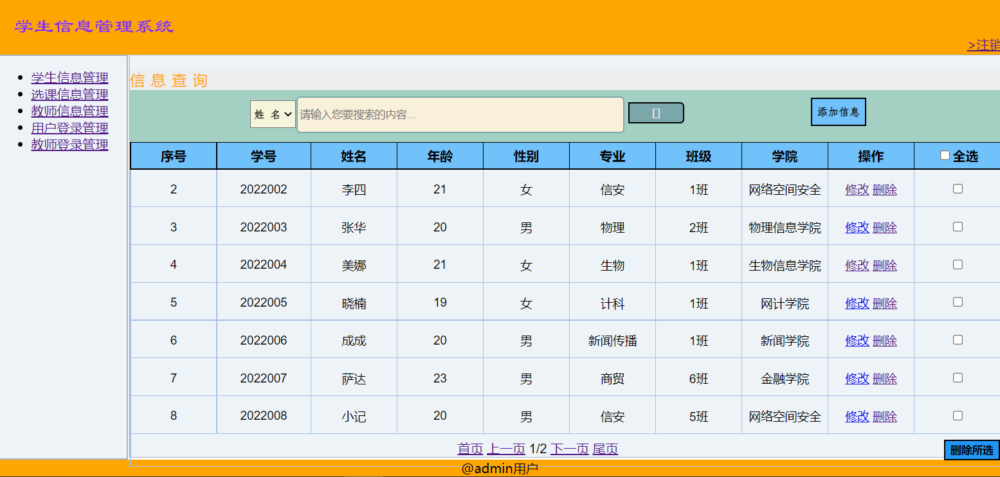 学生信息管理系统
>注销
学生信息管理
选课信息管理
教师信息管理
用户登录管理
教师登录管理
信 息 查 询
姓 名 请输入您要搜索的内容... 添加信息
序号 学号 姓名 年龄 性别 专业 班级 学院 操作 全选
2 2022002 李四 21 女 信安 1班 网络空间安全 修改 删除
3 2022003 张华 20 男 物理 2班 物理信息学院 修改 删除
4 2022004 美娜 21 女 生物 1班 生物信息学院 修改 删除
5 2022005 晓楠 19 女 计科 1班 网计学院 修改 删除
6 2022006 成成 20 男 新闻传播 1班 新闻学院 修改 删除
7 2022007 萨达 23 男 商贸 6班 金融学院 修改 删除
8 2022008 小记 20 男 信安 5班 网络空间安全 修改 删除
首页 上一页 1/2 下一页 尾页 删除所选
@admin用户